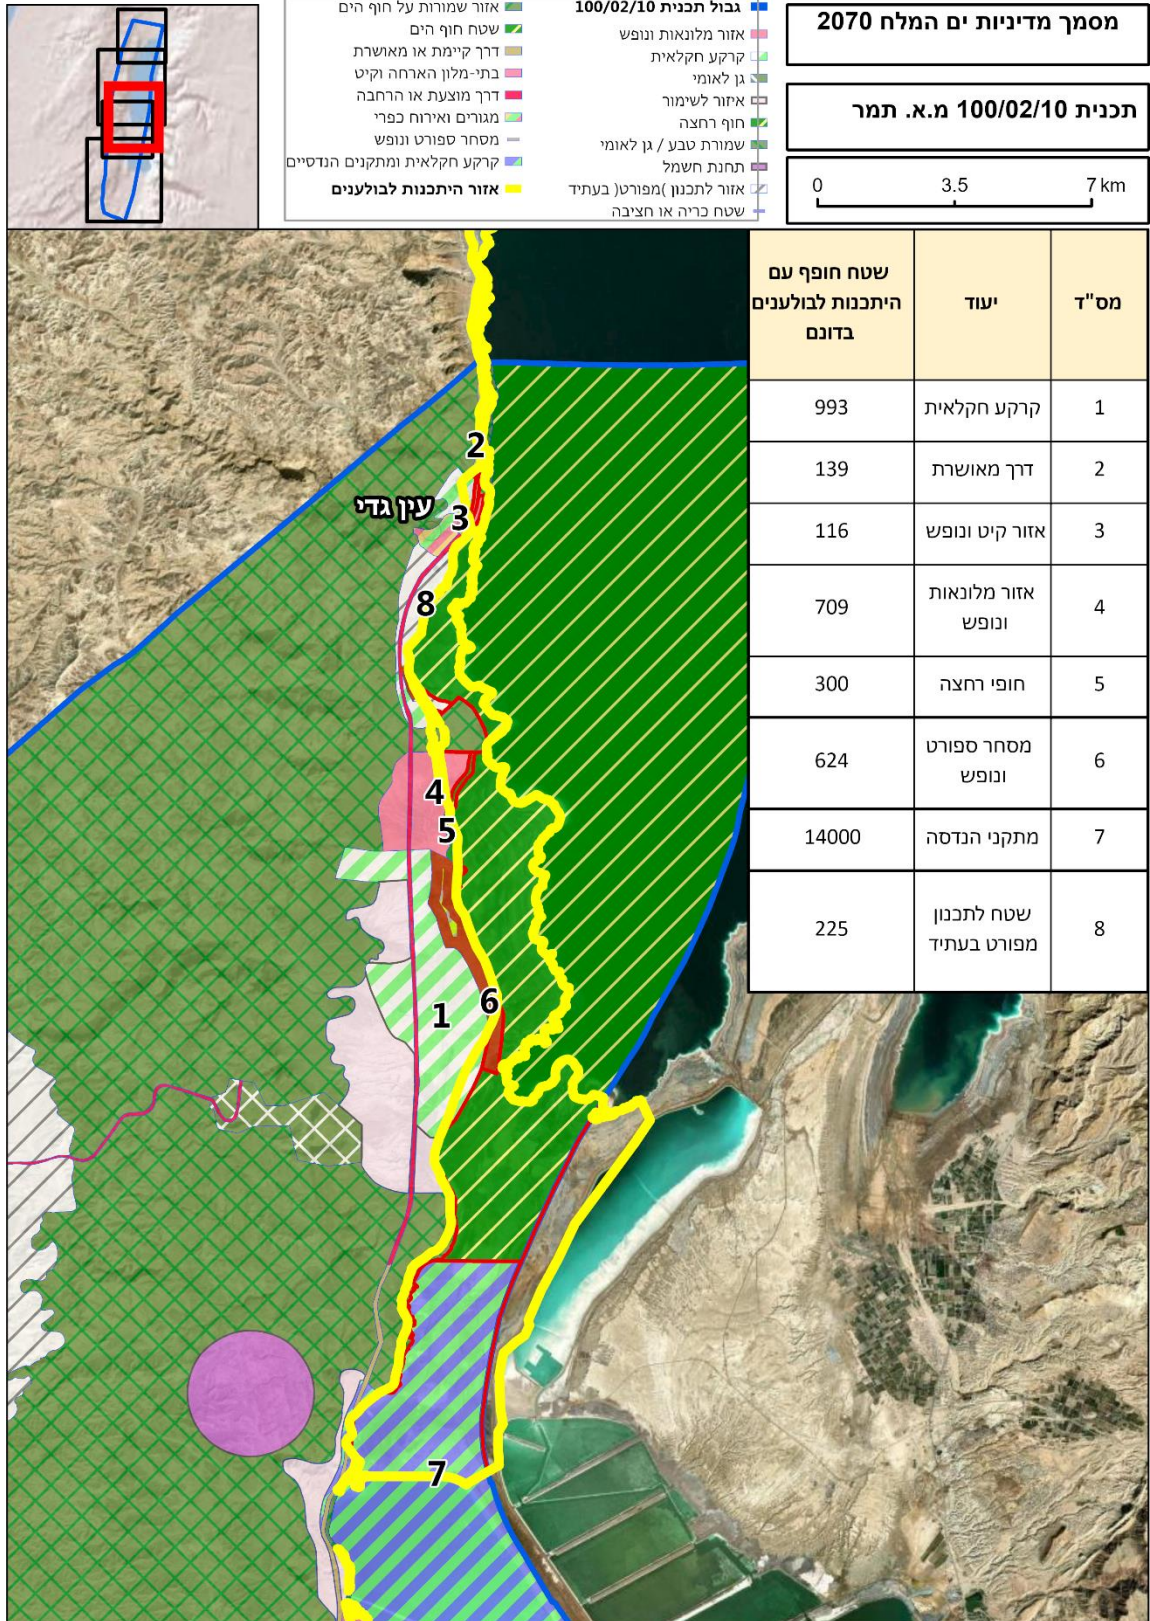 מסמך מדיניות ים המלח 2070
תכנית 100/02/10 מ.א. תמר
0 3.5 7 km
גבול תכנית 100/02/10
אזור מלונאות ונופש
קרקע חקלאית
גן לאומי
איזור לשימור
חוף רחצה
שמורת טבע / גן לאומי
תחנת חשמל
אזור לתכנון )מפורט( בעתיד
שטח כריה או חציבה
אזור שמורות על חוף הים
שטח חוף הים
דרך קיימת או מאושרת
בתי-מלון הארחה וקיט
דרך מוצעת או הרחבה
מגורים ואירוח כפרי
מסחר ספורט ונופש
קרקע חקלאית ומתקנים הנדסיים
אזור היתכנות לבולענים
מס"ד יעוד שטח חופף עם
היתכנות לבולענים
בדונם
1 קרקע חקלאית 993
2 דרך מאושרת 139
3 אזור קיט ונופש 116
4 אזור מלונאות
ונופש 709
5 חופי רחצה 300
6 מסחר ספורט
ונופש 624
7 מתקני הנדסה 14000
8 שטח לתכנון
מפורט בעתיד 225
2
עין גדי
3
8
4
5
6
1
7